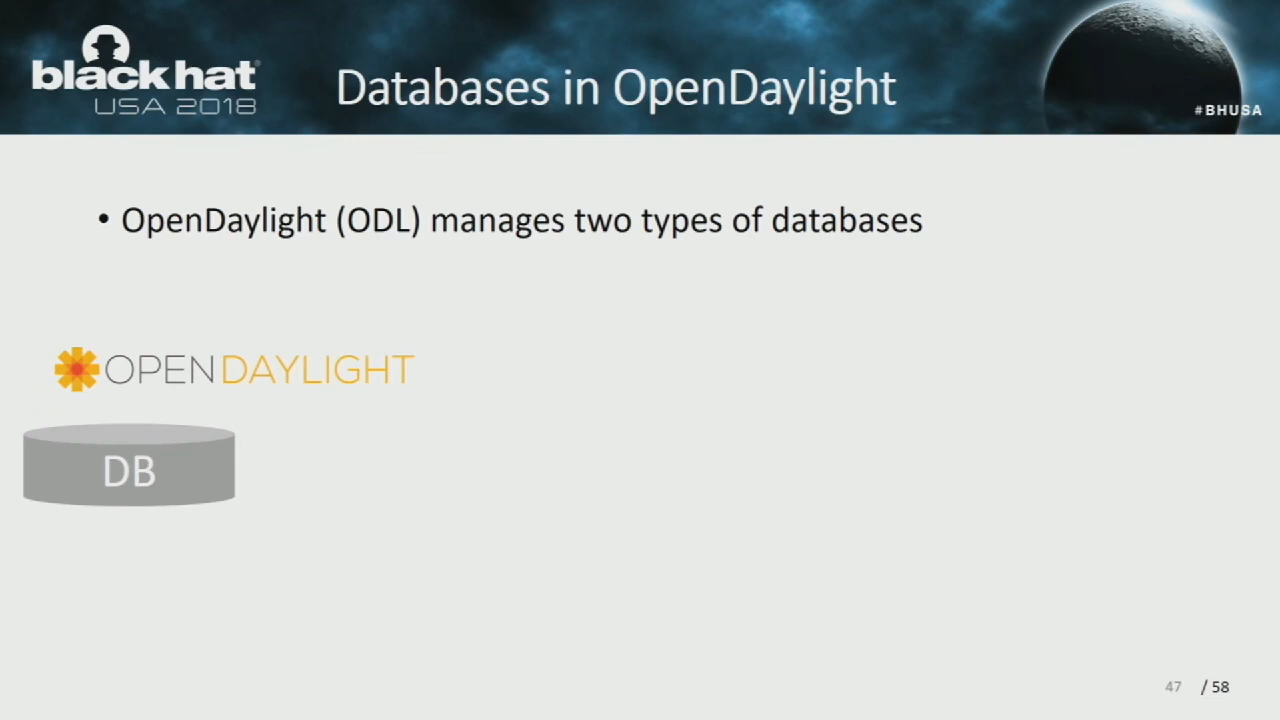 black hat
USA 2018
Databases in OpenDaylight
#BHUSA
• OpenDaylight (ODL) manages two types of databases
OPENDAYLIGHT
DB
47 / 58